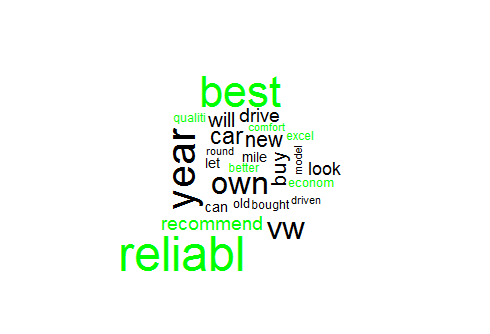 best
qualiti will drive
comfort
car new excel
year
round mile model
let better buy look
own econom
can old bought driven
recommend vw
reliabl